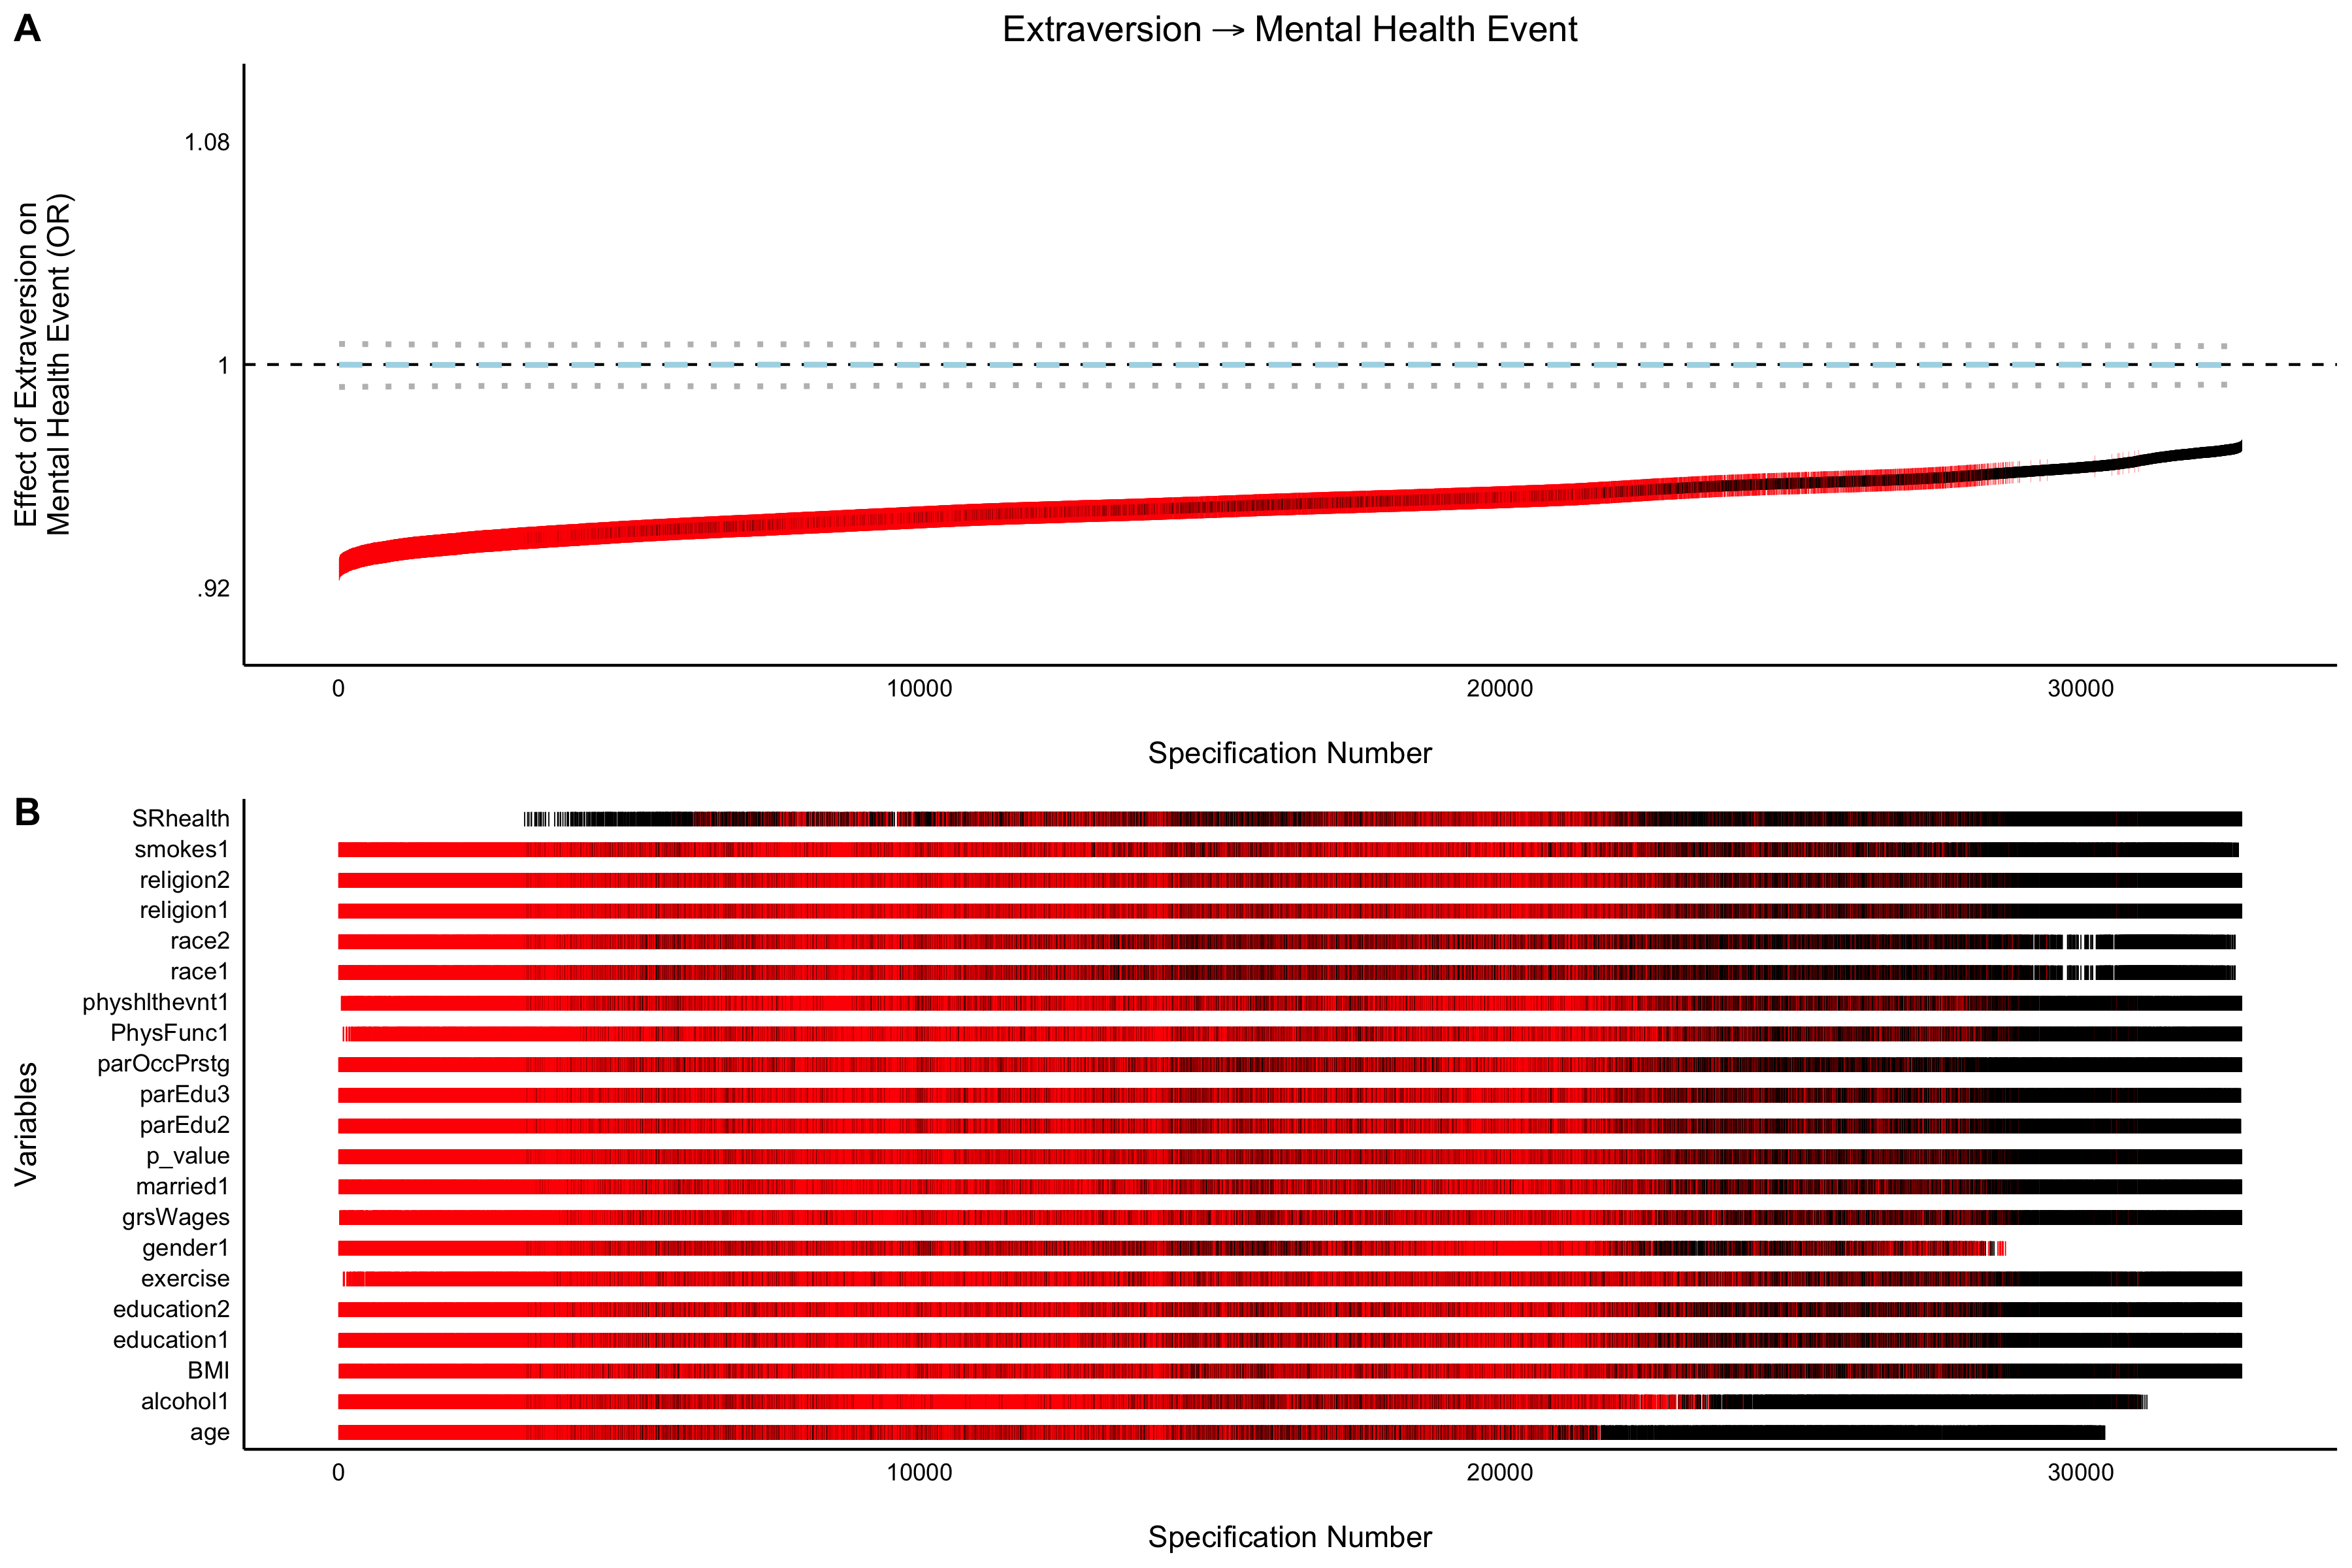 A
Extraversion → Mental Health Event
Effect of Extraversion on
Mental Health Event (OR)
1.08
1
.92
0 10000 20000 30000
Specification Number
B
Variables
SRhealth
smokes1
religion2
religion1
race2
race1
physhlthevnt1
PhysFunc1
parOccPrstg
parEdu3
parEdu2
p_value
married1
grsWages
gender1
exercise
education2
education1
BMI
alcohol1
age
0 10000 20000 30000
Specification Number